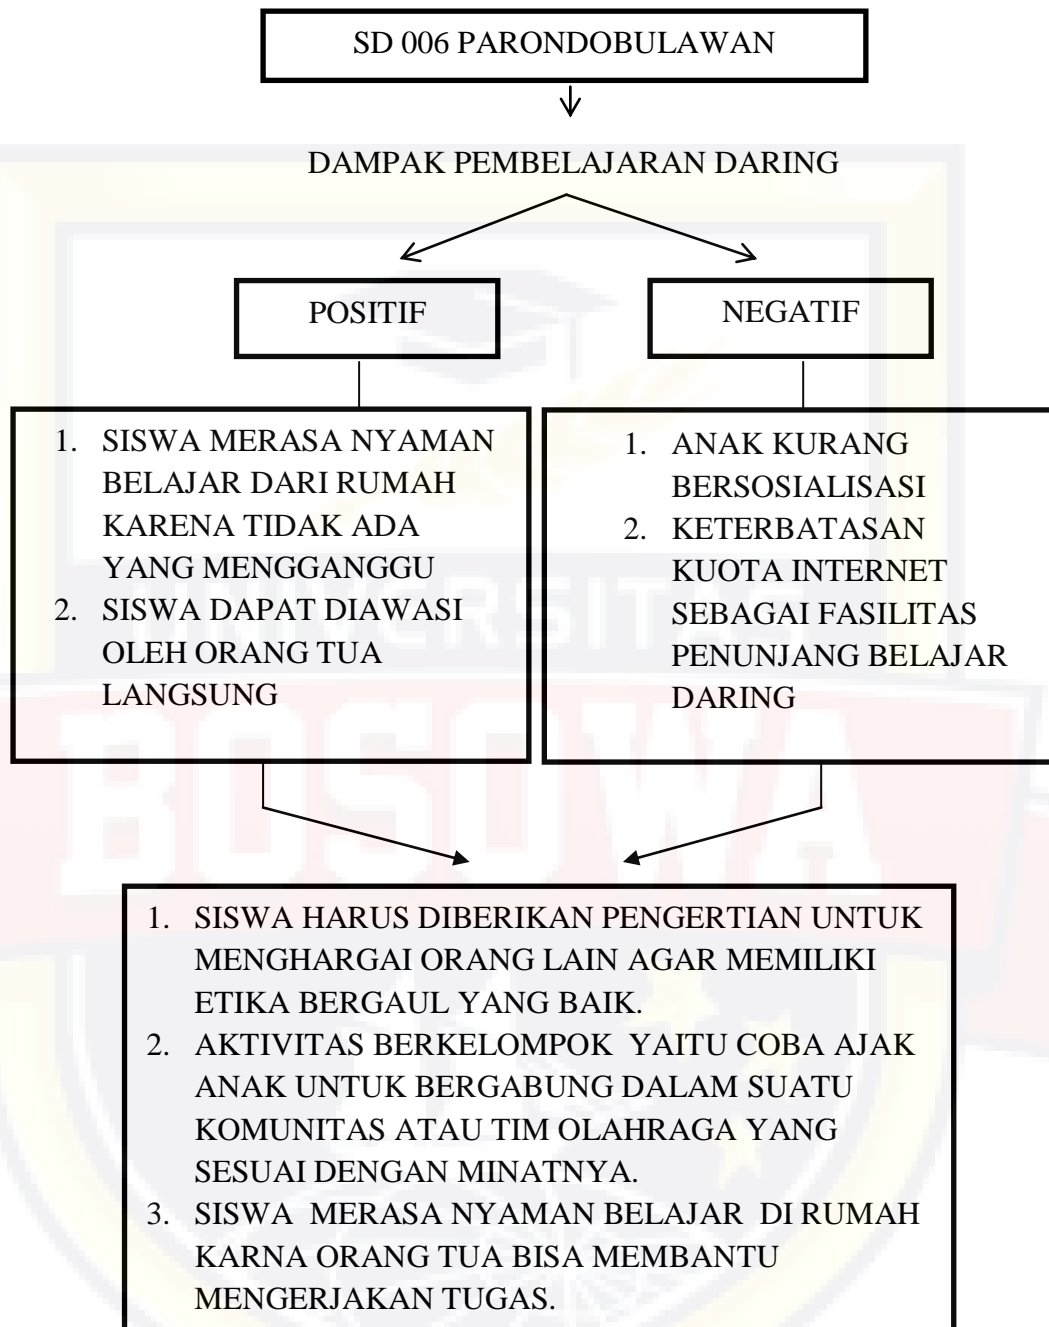 SD 006 PARONDOBULAWAN
DAMPAK PEMBELAJARAN DARING
POSITIF
NEGATIF
1. SISWA MERASA NYAMAN
BELAJAR DARI RUMAH
KARENA TIDAK ADA
YANG MENGGANGGU
2. SISWA DAPAT DIAWASI
OLEH ORANG TUA
LANGSUNG
1. ANAK KURANG
BERSOSIALISASI
2. KETERBATASAN
KUOTA INTERNET
SEBAGAI FASILITAS
PENUNJANG BELAJAR
DARING
1. SISWA HARUS DIBERIKAN PENGERTIAN UNTUK
MENGHARGAI ORANG LAIN AGAR MEMILIKI
ETIKA BERGAUL YANG BAIK.
2. AKTIVITAS BERKELOMPOK YAITU COBA AJAK
ANAK UNTUK BERGABUNG DALAM SUATU
KOMUNITAS ATAU TIM OLAHRAGA YANG
SESUAI DENGAN MINATNYA.
3. SISWA MERASA NYAMAN BELAJAR DI RUMAH
KARNA ORANG TUA BISA MEMBANTU
MENGERJAKAN TUGAS.
UNIVERSITAS
BOSOWA